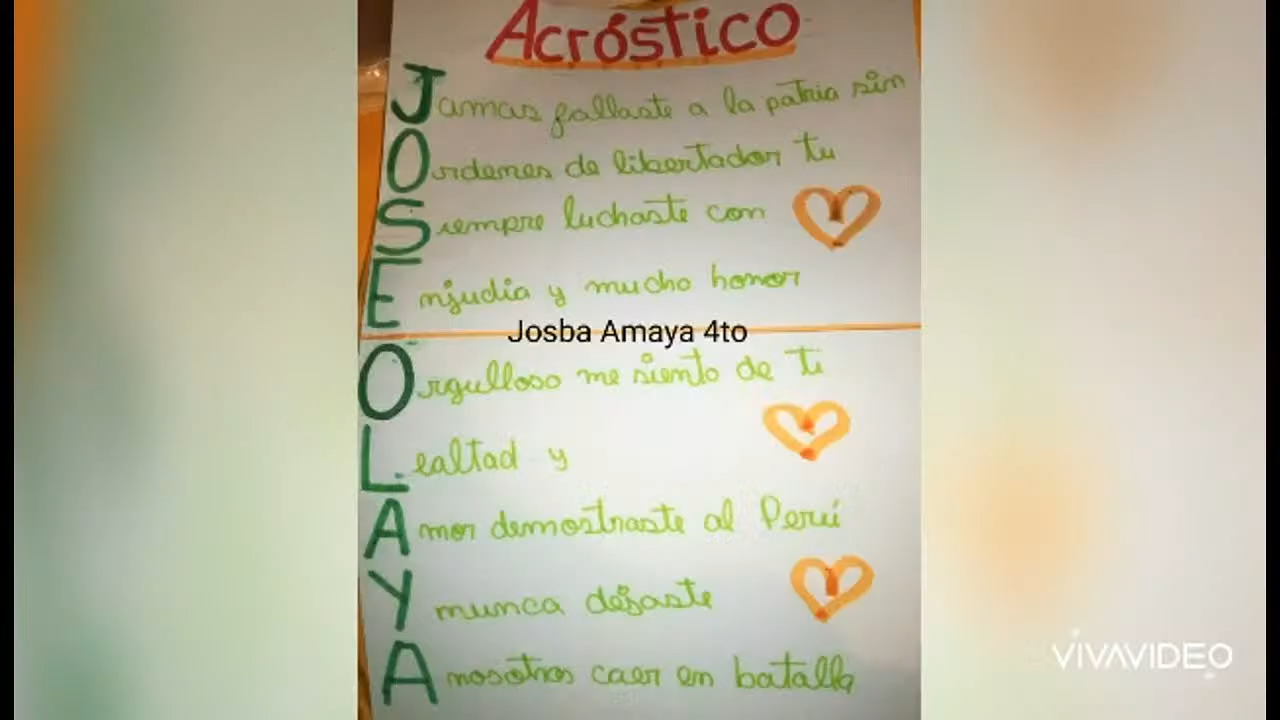 Acróstico
Jamas fallaste a la patria sin
Ordenes de libertador tu
Siempre luchaste con
Enjudia y mucho honor
Josba Amaya 4to
Orgulloso me siento de ti
Lealtad y
Amor demostraste al Perú
Y nunca dejaste
A nosotros caer en batalla
VIVAVIDEO